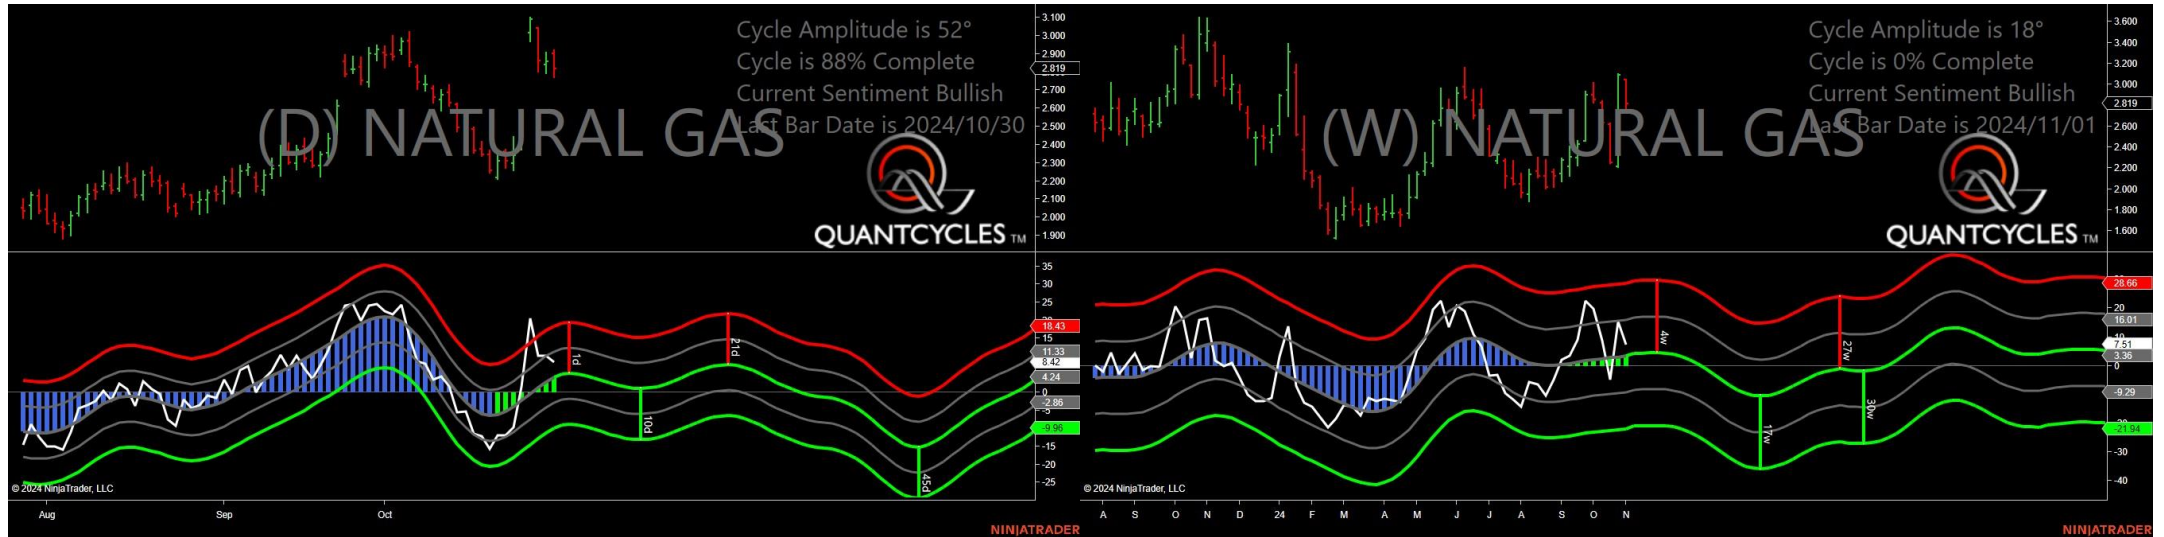 Cycle Amplitude is 52°
Cycle is 88% Complete
Current Sentiment Bullish
Last Bar Date is 2024/10/30
(D) NATURAL GAS
QUANTCYCLES TM
3.100
3.000
2.900
2.819
2.700
2.600
2.500
2.400
2.300
2.200
2.100
2.000
1.900
35
30
25
18.43
15
11.33
8.42
4.24
0
-2.86
-5
-9.96
-15
-20
-25
1d
10d
21d
45d
© 2024 NinjaTrader, LLC
Aug
Sep
Oct
NINJATRADER
Cycle Amplitude is 18°
Cycle is 0% Complete
Current Sentiment Bullish
Last Bar Date is 2024/11/01
(W) NATURAL GAS
QUANTCYCLES TM
3.600
3.400
3.200
3.000
2.819
2.600
2.400
2.200
2.000
1.800
1.600
28.66
20
16.01
10
7.51
3.36
0
-9.29
-21.94
-30
-40
4w
17w
27w
30w
© 2024 NinjaTrader, LLC
A S O N D 24 F M A M J J A S O N
NINJATRADER